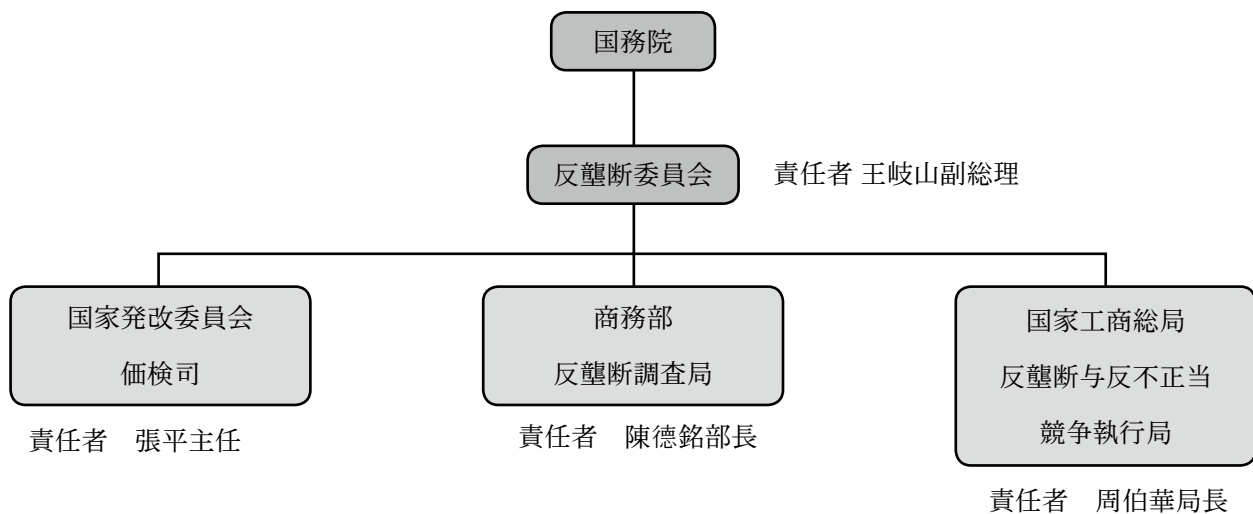 国務院
反壟断委員会
責任者 王岐山副総理
国家発改委員会
価検司
責任者　張平主任
商務部
反壟断調査局
責任者　陳德銘部長
国家工商総局
反壟断与反不正当
競争執行局
責任者　周伯華局長